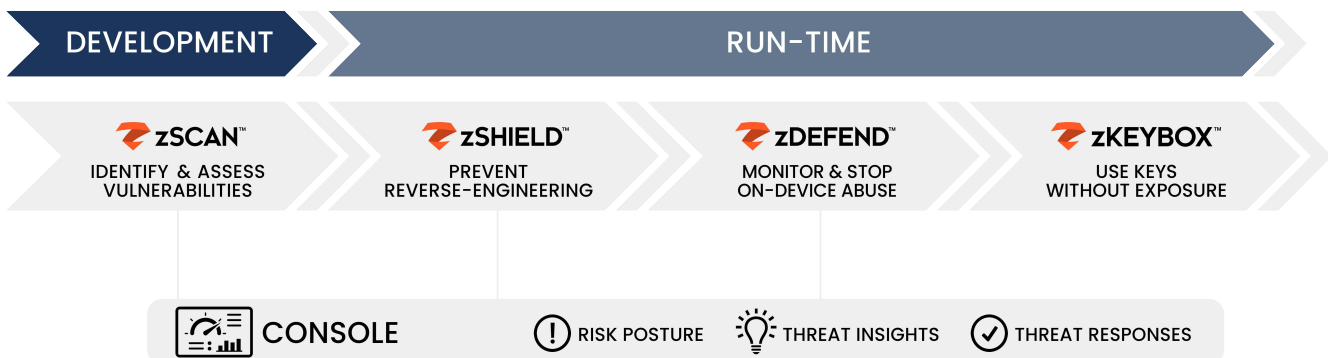 DEVELOPMENT
RUN-TIME
zSCAN™
IDENTIFY & ASSESS
VULNERABILITIES
zSHIELD™
PREVENT
REVERSE-ENGINEERING
zDEFEND™
MONITOR & STOP
ON-DEVICE ABUSE
zKEYBOX™
USE KEYS
WITHOUT EXPOSURE
CONSOLE
RISK POSTURE
THREAT INSIGHTS
THREAT RESPONSES